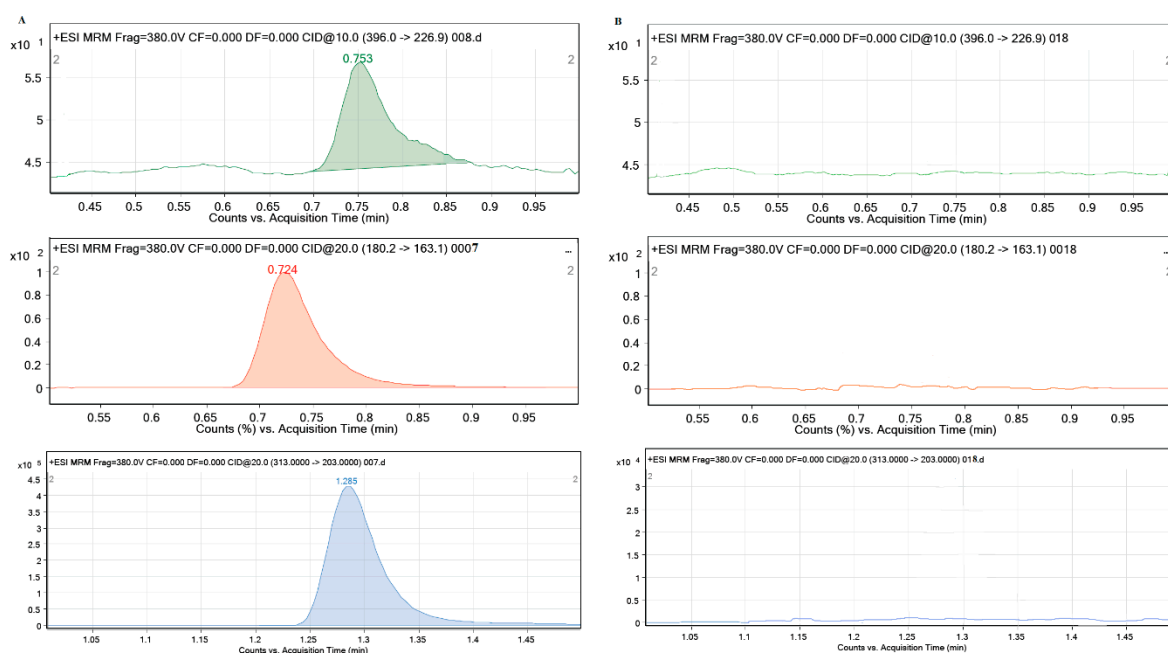 A
+ESI MRM Frag=380.0V CF=0.000 DF=0.000 CID@10.0 (396.0 -> 226.9) 008.d
x10 1
2 2
0.753
5.5
5
4.5
0.45 0.5 0.55 0.6 0.65 0.7 0.75 0.8 0.85 0.9 0.95
Counts vs. Acquisition Time (min)
+ESI MRM Frag=380.0V CF=0.000 DF=0.000 CID@20.0 (180.2 -> 163.1) 0007 ...
x10 2
2 2
0.724
1
0.8
0.6
0.4
0.2
0
0.55 0.6 0.65 0.7 0.75 0.8 0.85 0.9 0.95
Counts (%) vs. Acquisition Time (min)
+ESI MRM Frag=380.0V CF=0.000 DF=0.000 CID@20.0 (313.0000 -> 203.0000) 007.d
x10 5
2 2
1.285
4.5
4
3.5
3
2.5
2
1.5
1
0.5
0
1.05 1.1 1.15 1.2 1.25 1.3 1.35 1.4 1.45
Counts vs. Acquisition Time (min)
B
+ESI MRM Frag=380.0V CF=0.000 DF=0.000 CID@10.0 (396.0 -> 226.9) 018
x10 1
2 2
5.5
5
4.5
0.45 0.5 0.55 0.6 0.65 0.7 0.75 0.8 0.85 0.9 0.95
Counts vs. Acquisition Time (min)
+ESI MRM Frag=380.0V CF=0.000 DF=0.000 CID@20.0 (180.2 -> 163.1) 0018 ...
x10 2
2 2
1
0.8
0.6
0.4
0.2
0
0.55 0.6 0.65 0.7 0.75 0.8 0.85 0.9 0.95
Counts (%) vs. Acquisition Time (min)
+ESI MRM Frag=380.0V CF=0.000 DF=0.000 CID@20.0 (313.0000 -> 203.0000) 018.d
x10 4
2 2
3
2.5
2
1.5
1
0.5
0
1.05 1.1 1.15 1.2 1.25 1.3 1.35 1.4 1.45
Counts vs. Acquisition Time (min)